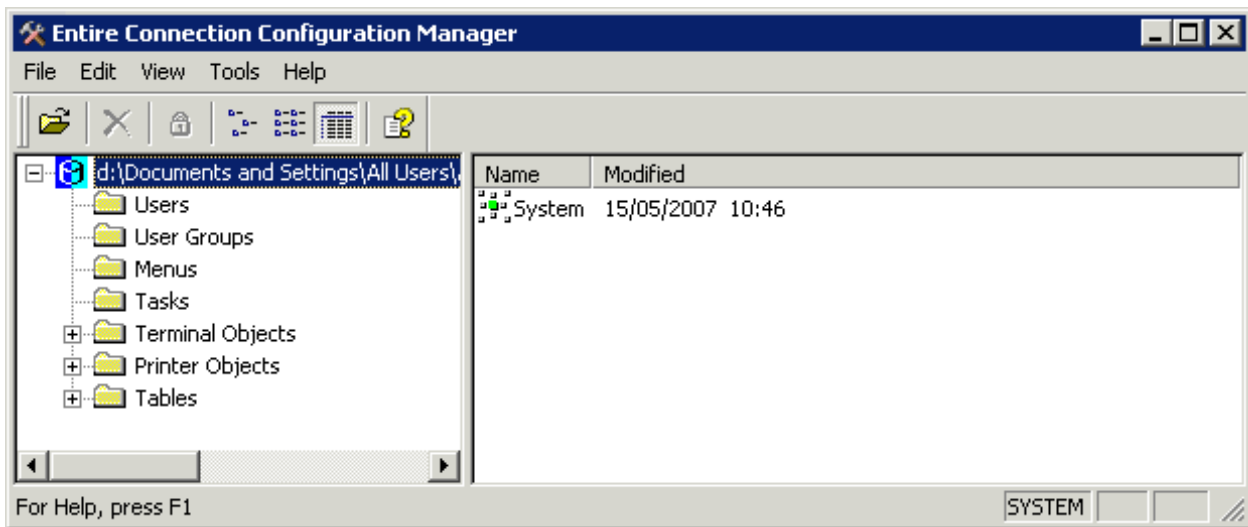 Entire Connection Configuration Manager
File Edit View Tools Help
d:\Documents and Settings\All Users\
Users
User Groups
Menus
Tasks
Terminal Objects
Printer Objects
Tables
Name Modified
System 15/05/2007 10:46
For Help, press F1
SYSTEM